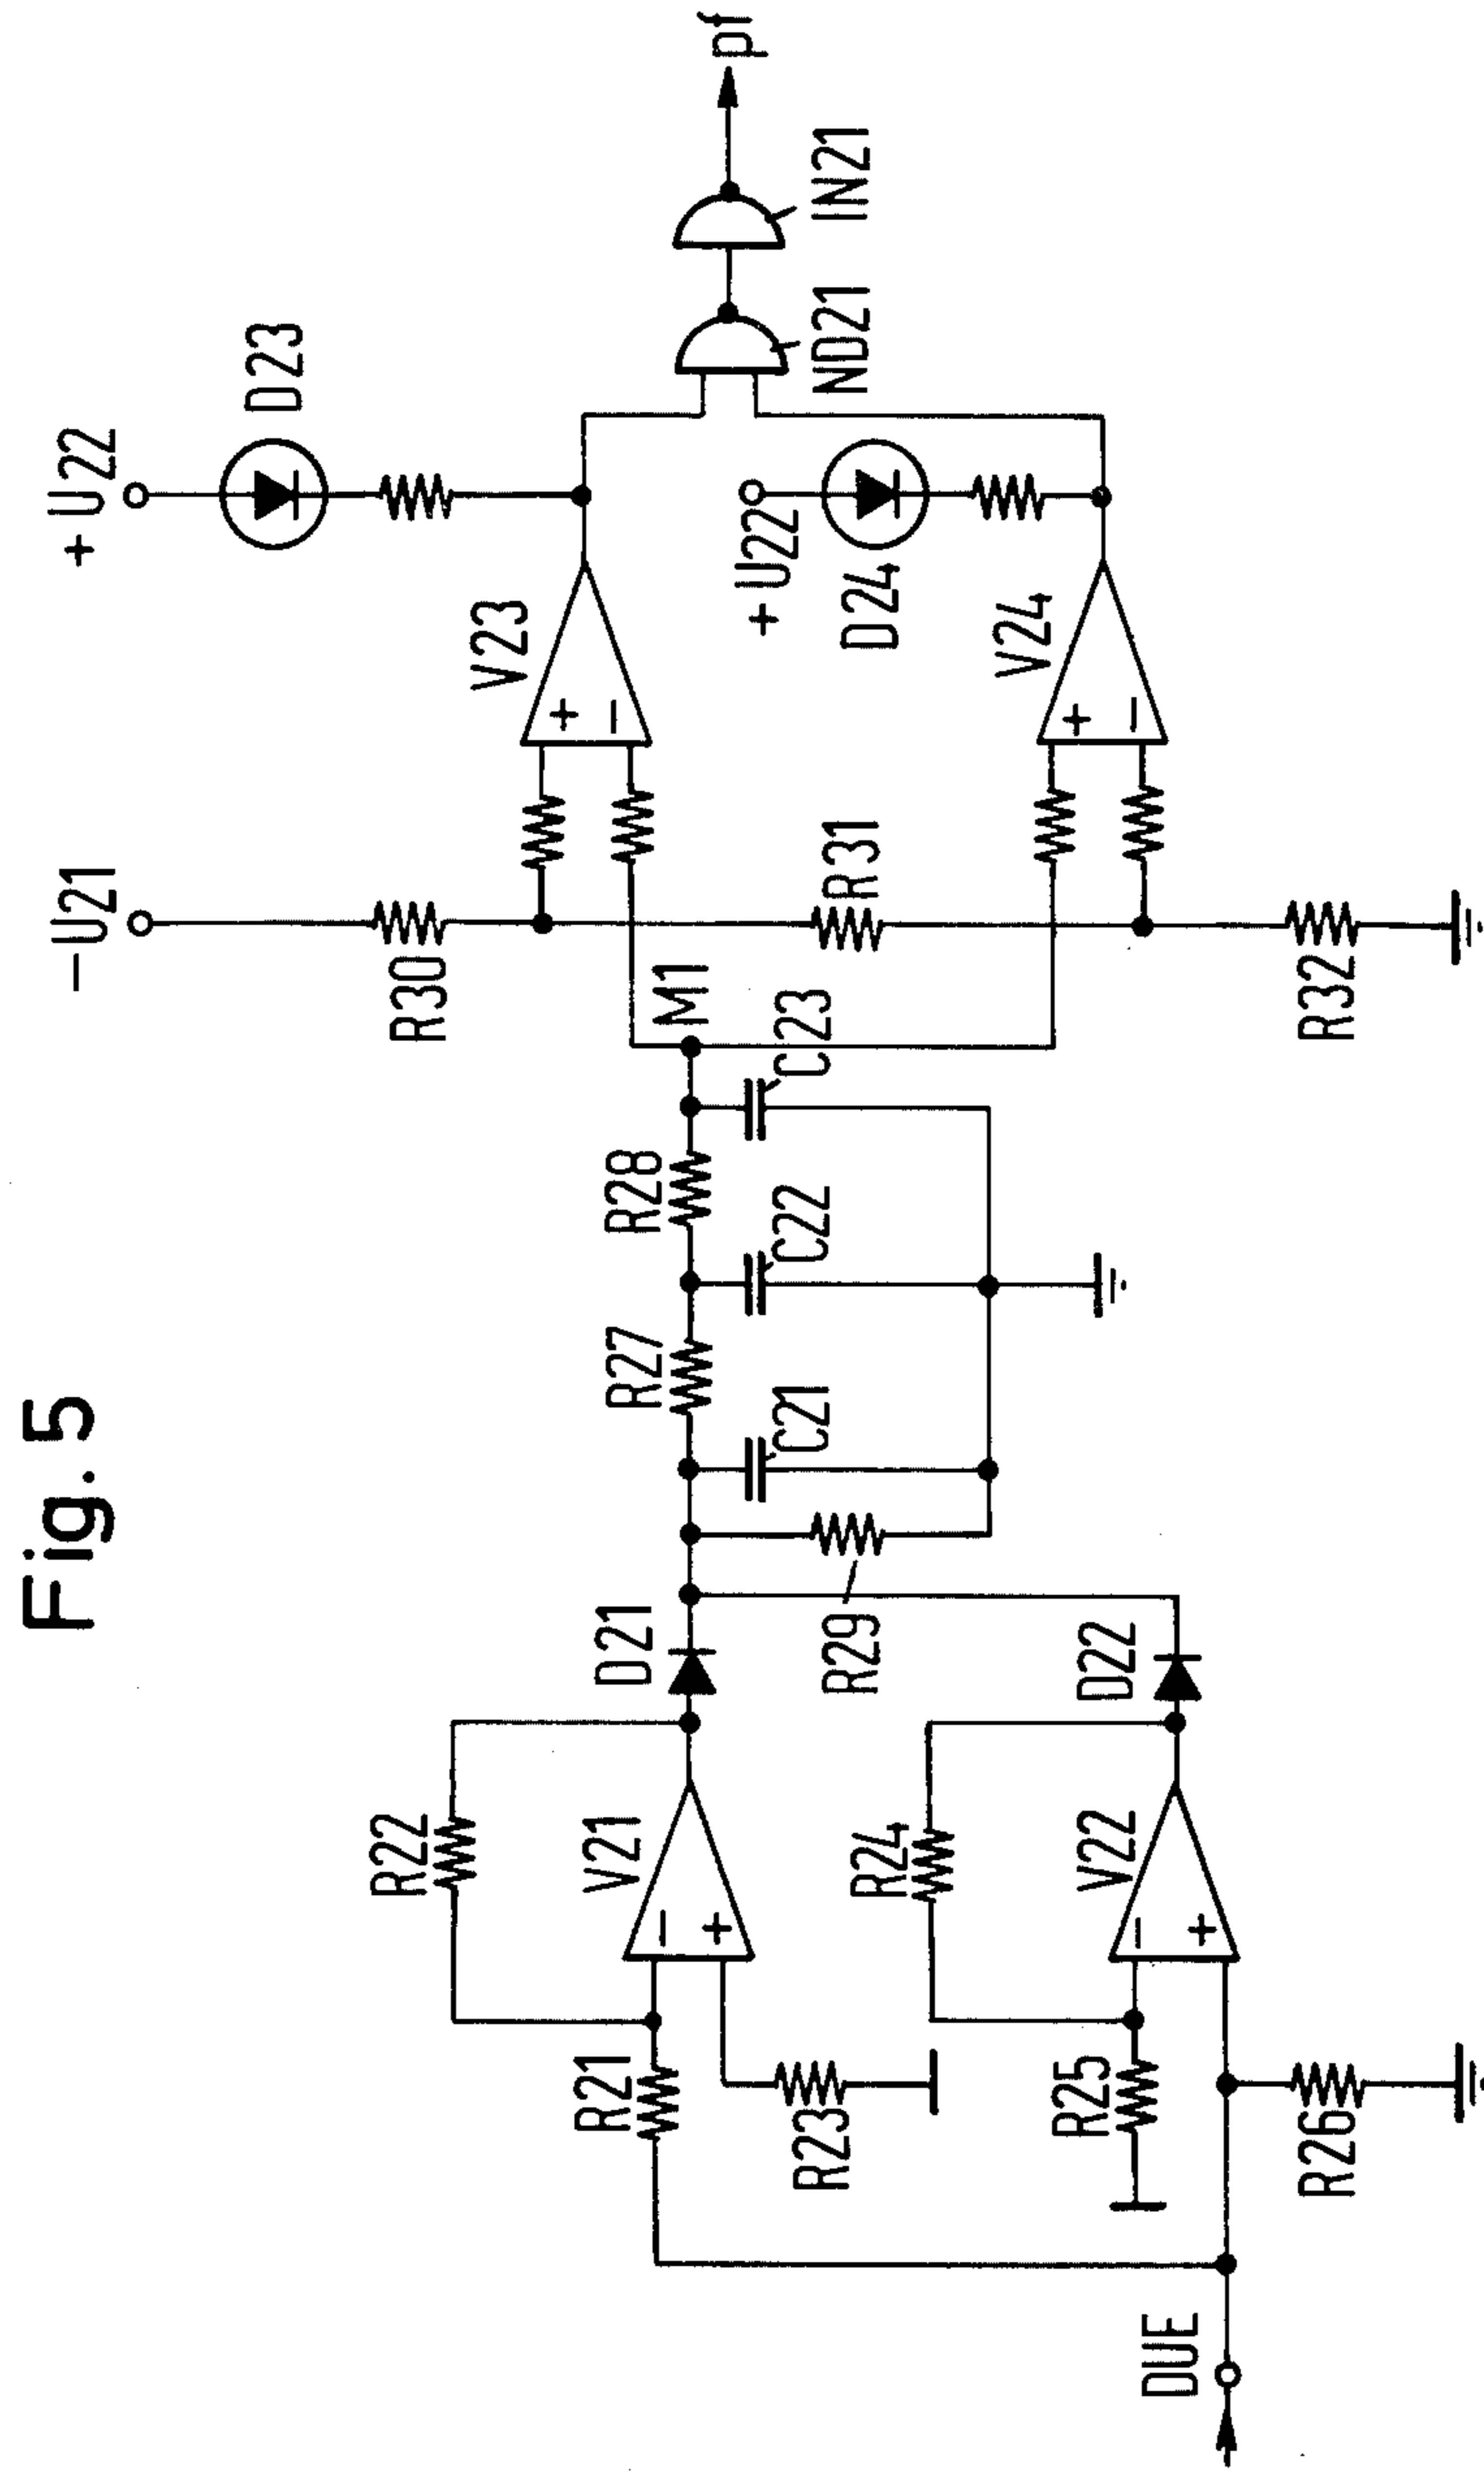 Fig. 5
DUE
R21
R22
R23
V21
−
+
D21
R24
R25
R26
V22
−
+
D22
R29
C21
R27
C22
R28
C23
M1
−U21
R30
R31
R32
V23
+
−
V24
+
−
+U22
D23
+U22
D24
ND21
IN21
pf